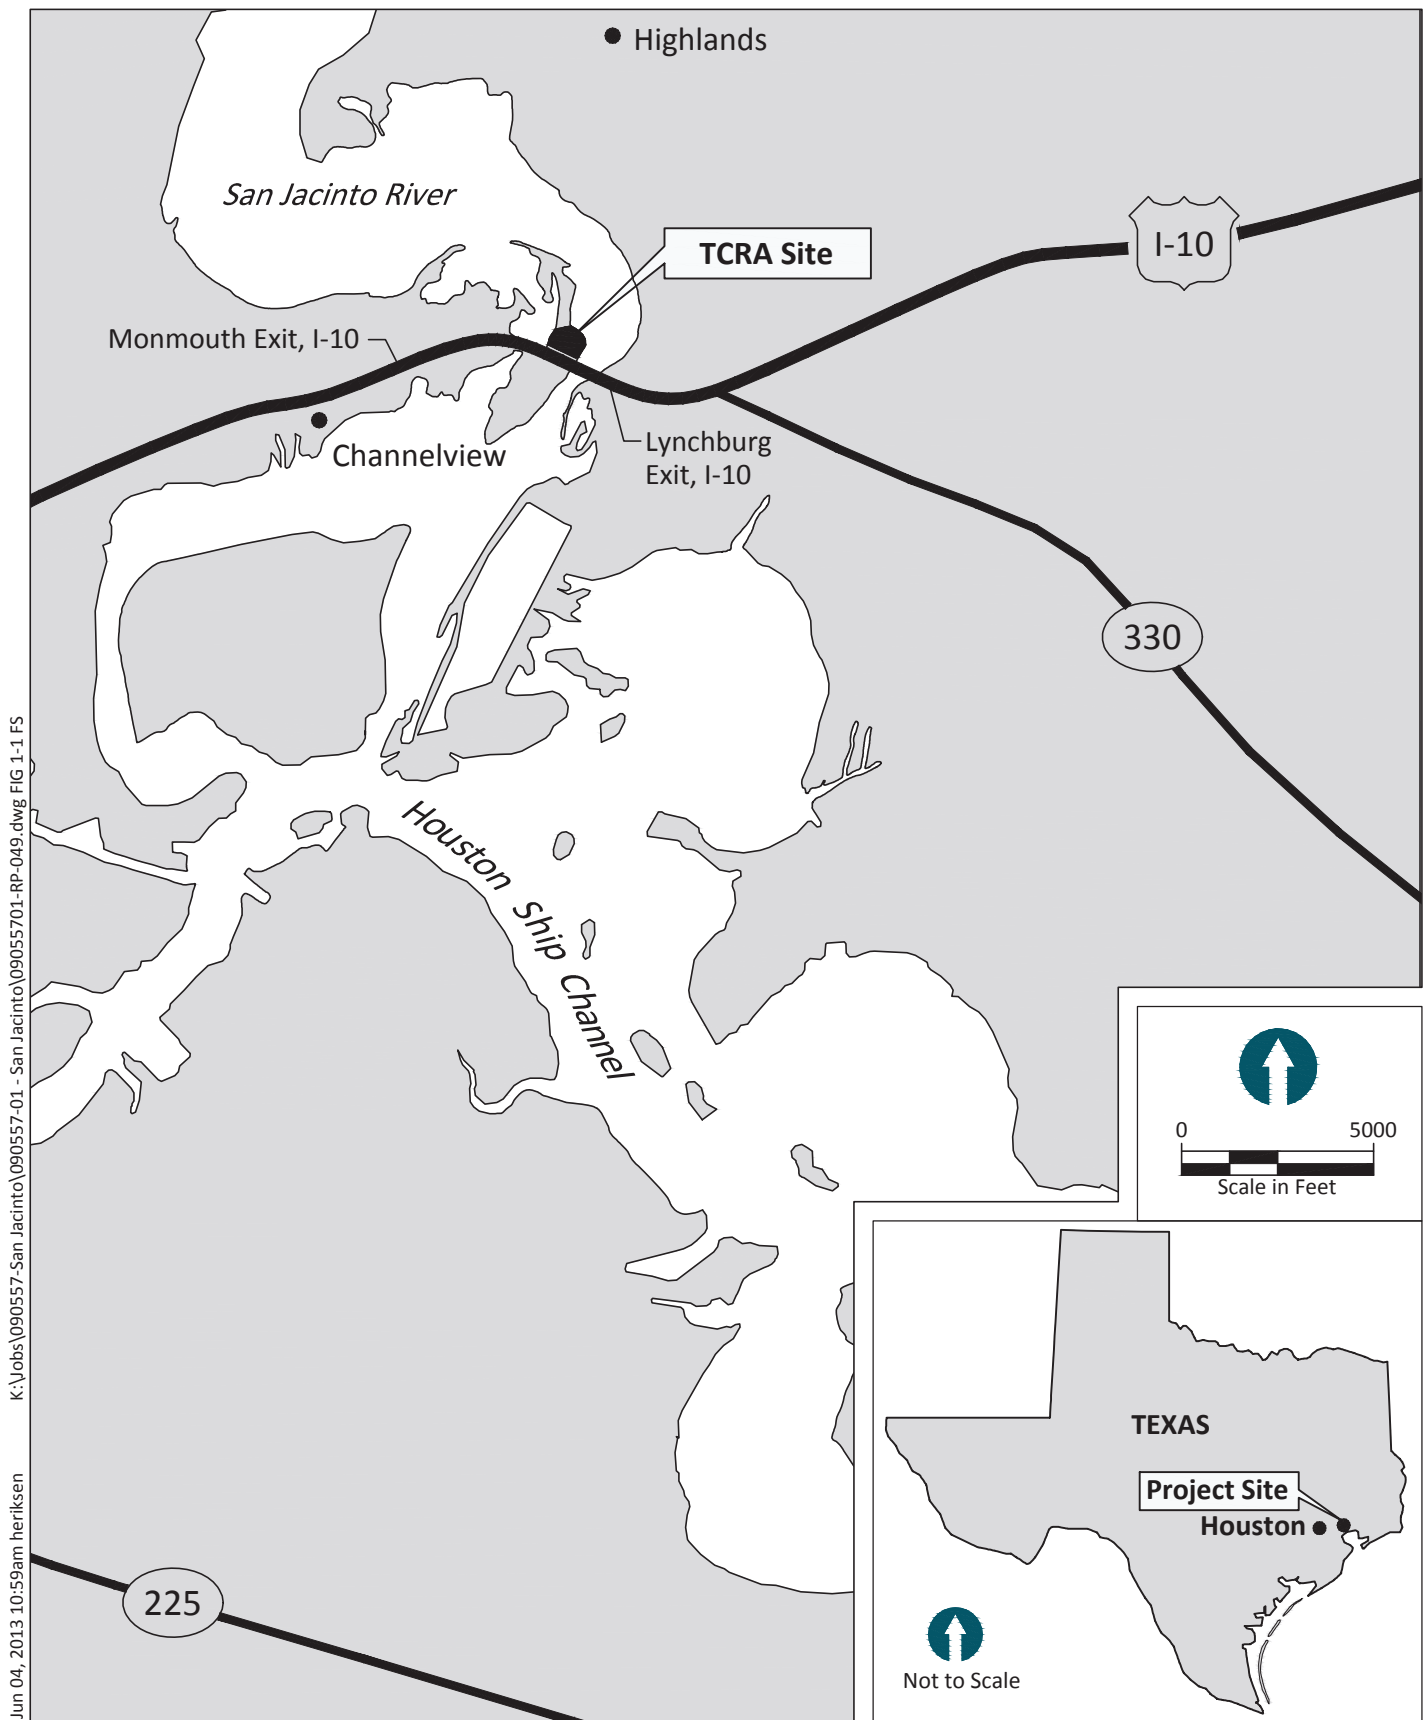 Highlands
San Jacinto River
TCRA Site
I-10
Monmouth Exit, I-10
Channelview
Lynchburg
Exit, I-10
330
Houston Ship Channel
0 5000
Scale in Feet
TEXAS
Project Site
Houston
Not to Scale
225
Jun 04, 2013 10:59am heriksen K:\Jobs\090557-San Jacinto\090557-01 - San Jacinto\09055701-RP-049.dwg FIG 1-1 FS